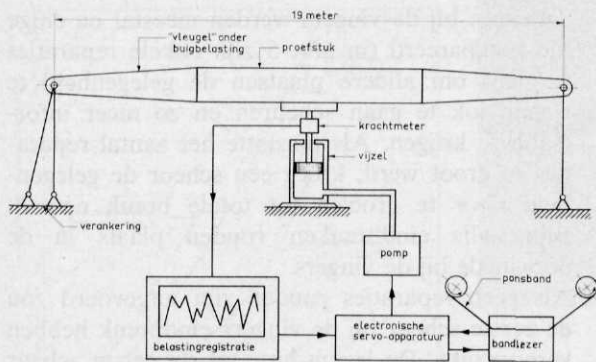 19 meter
"vleugel" onder
buigbelasting
proefstuk
krachtmeter
vijzel
verankering
pomp
ponsband
belastingregistratie
electronische
servo-apparatuur
bandlezer